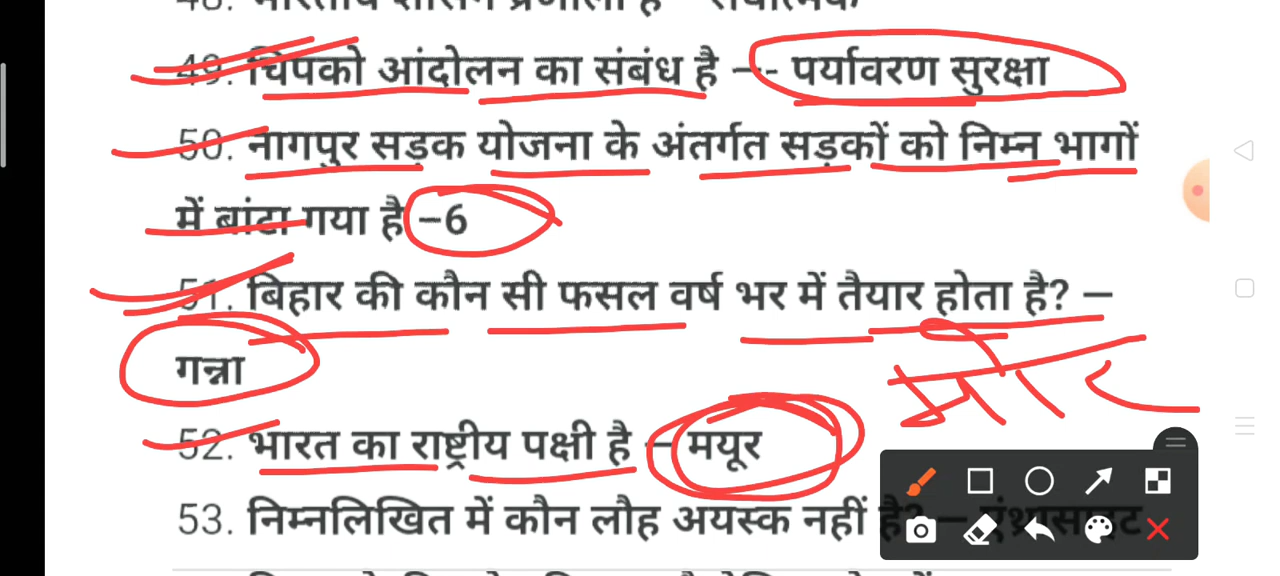 49. चिपको आंदोलन का संबंध है –- पर्यावरण सुरक्षा
50. नागपुर सड़क योजना के अंतर्गत सड़कों को निम्न भागों
में बांटा गया है –6
51. बिहार की कौन सी फसल वर्ष भर में तैयार होता है? –
गन्ना
मोर
52. भारत का राष्ट्रीय पक्षी है – मयूर
53. निम्नलिखित में कौन लौह अयस्क नहीं है? –